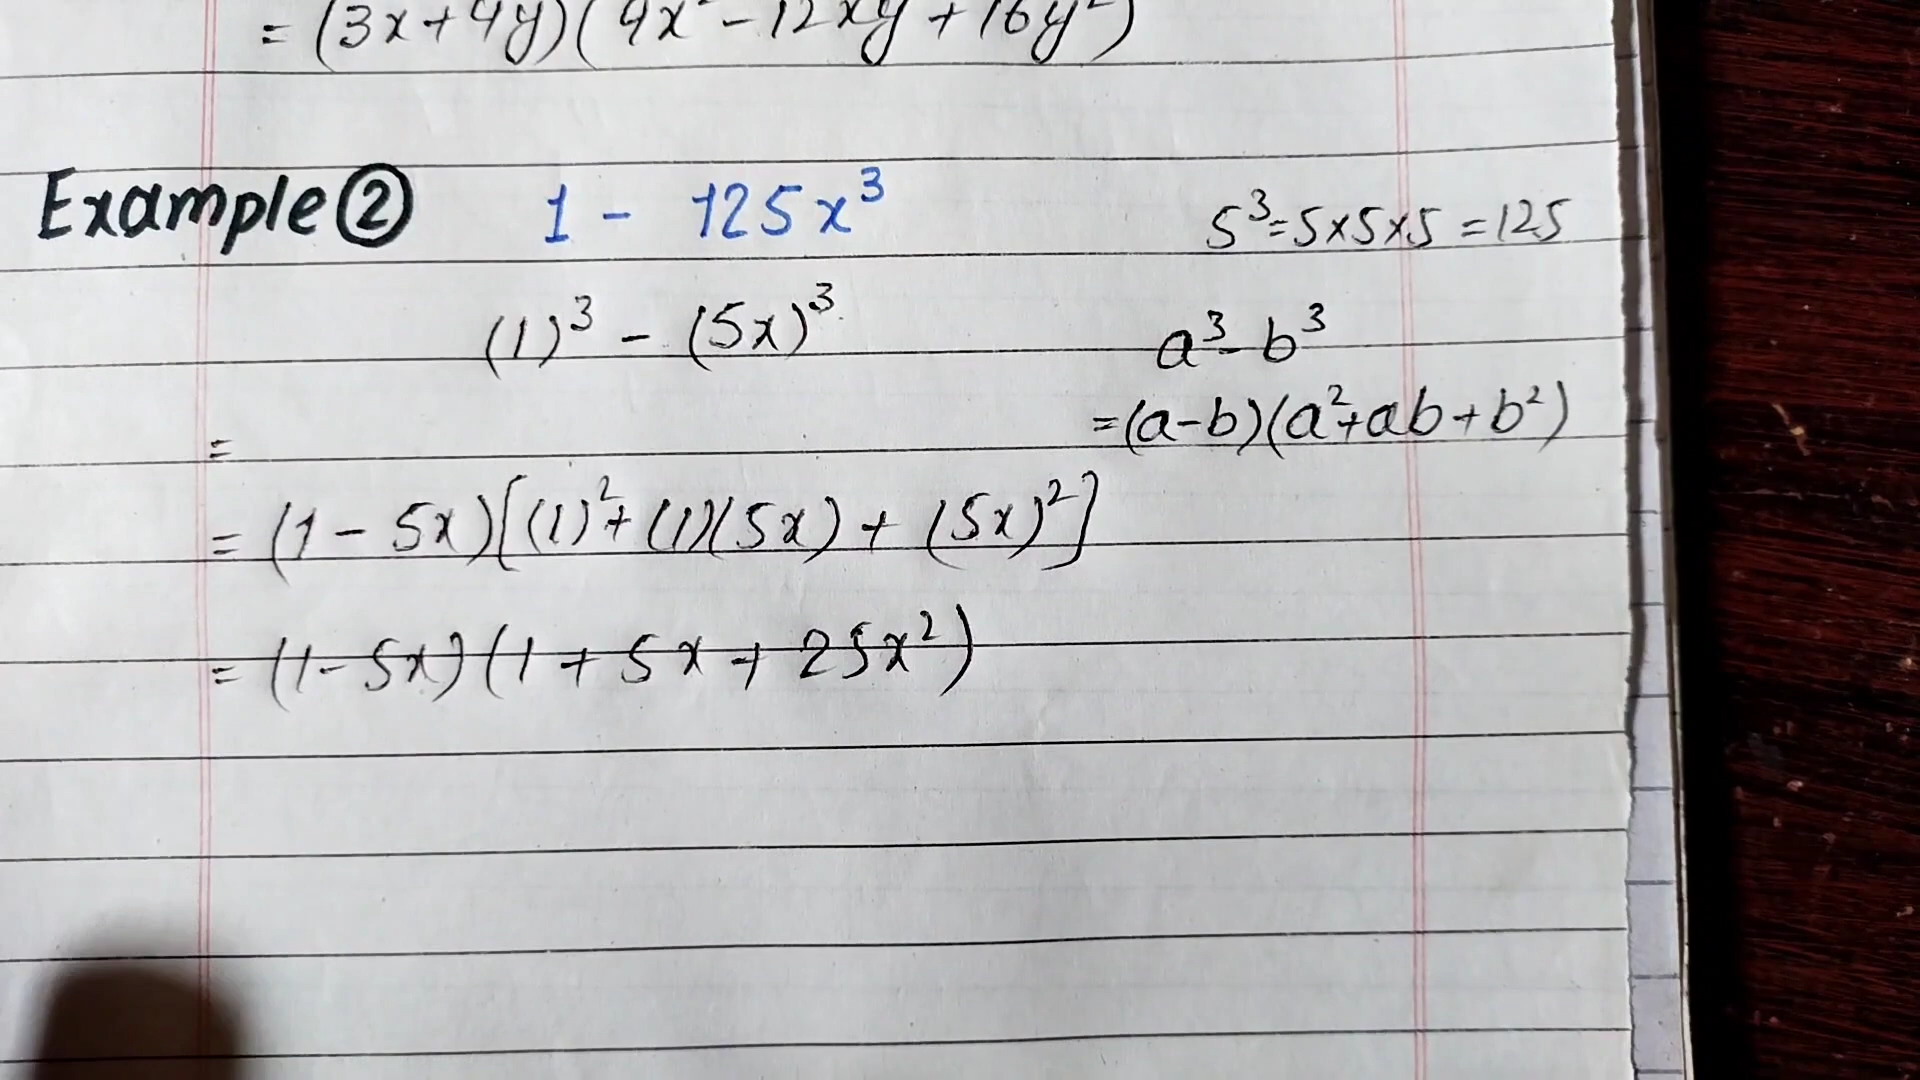 = (3x+4y)(4x² - 12xy + 16y²)
Example ② 1 - 125x³ 5³=5×5×5 =125
(1)³ - (5x)³ a³-b³
= =(a-b)(a²+ab+b²)
= (1 - 5x)[(1)²+(1)(5x) + (5x)²]
= (1-5x)(1 + 5x + 25x²)